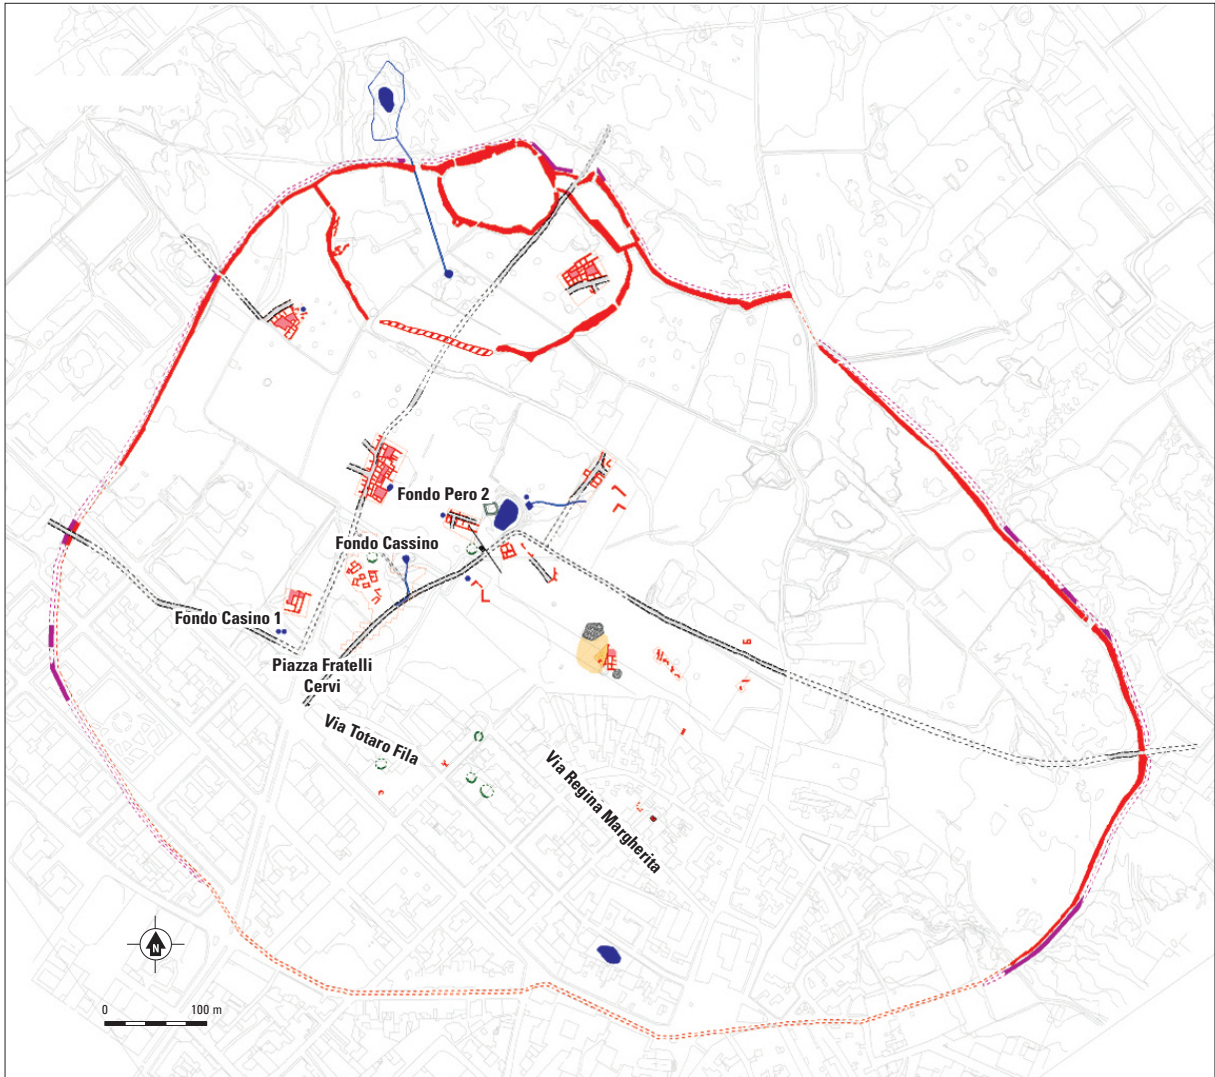 Fondo Pero 2
Fondo Cassino
Fondo Casino 1
Piazza Fratelli
Cervi
Via Totaro Fila
Via Regina Margherita
N
0 100 m